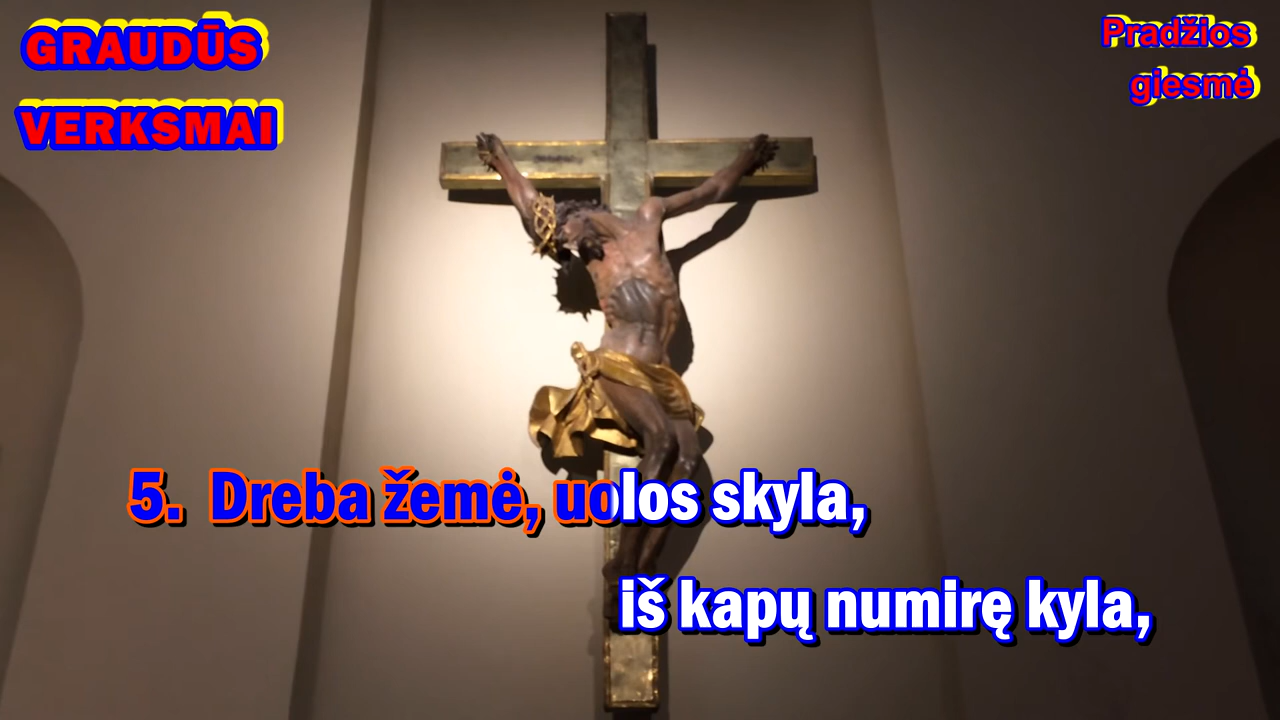 GRAUDŪS
VERKSMAI
Pradžios
giesmė
5. Dreba žemė, uolos skyla,
iš kapų numirę kyla,